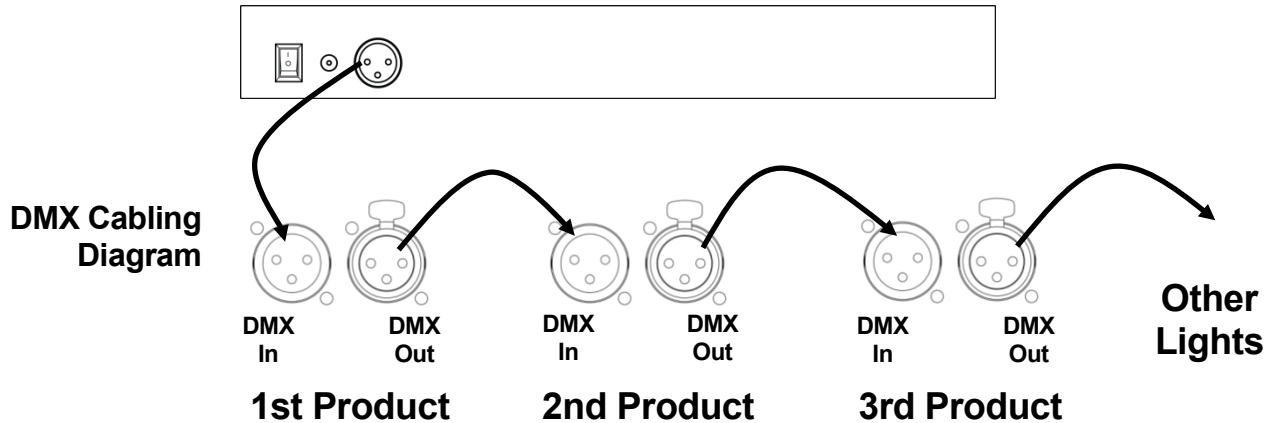 DMX Cabling
Diagram
DMX
In
DMX
Out
DMX
In
DMX
Out
DMX
In
DMX
Out
Other
Lights
1st Product
2nd Product
3rd Product